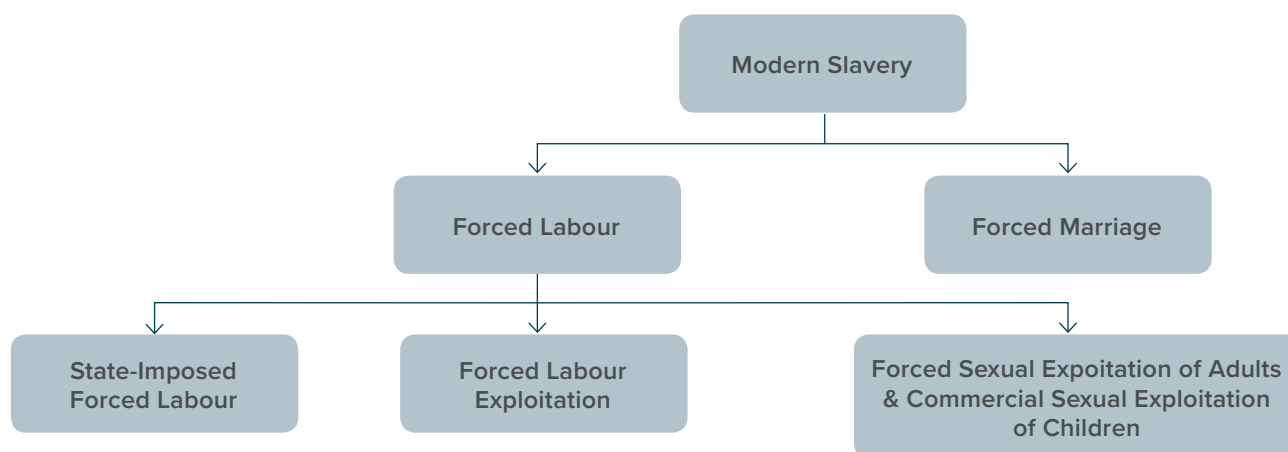 Modern Slavery
Forced Labour
Forced Marriage
State-Imposed
Forced Labour
Forced Labour
Exploitation
Forced Sexual Expoitation of Adults
& Commercial Sexual Exploitation
of Children